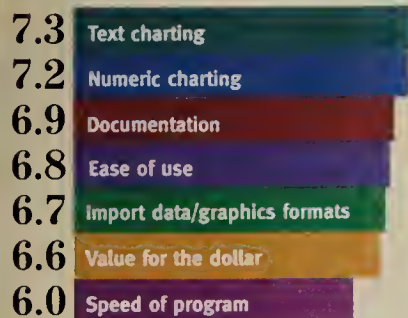 7.3 Text charting
7.2 Numeric charting
6.9 Documentation
6.8 Ease of use
6.7 Import data/graphics formats
6.6 Value for the dollar
6.0 Speed of program